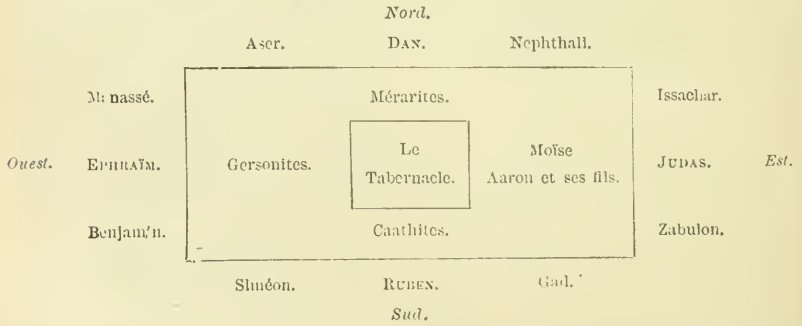 Nord.
Aser. DAN. Nephthali.
Manassé. Mérarites. Issachar.
Ouest. EPHRAÏM. Gersonites. Le Tabernacle. Moïse Aaron et ses fils. JUDAS. Est.
Benjamin. Caathites. Zabulon.
Siméon. RUBEN. Gad.
Sud.